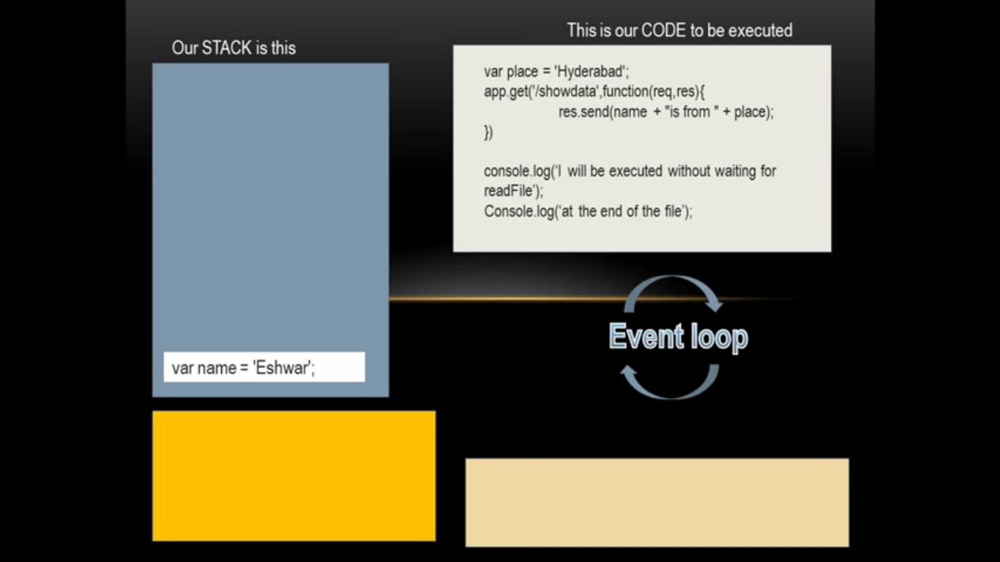 Our STACK is this
This is our CODE to be executed
var place = 'Hyderabad';
app.get('/showdata',function(req,res){
res.send(name + "is from " + place);
})
console.log(‘I will be executed without waiting for
readFile’);
Console.log(‘at the end of the file’);
Event loop
var name = 'Eshwar';